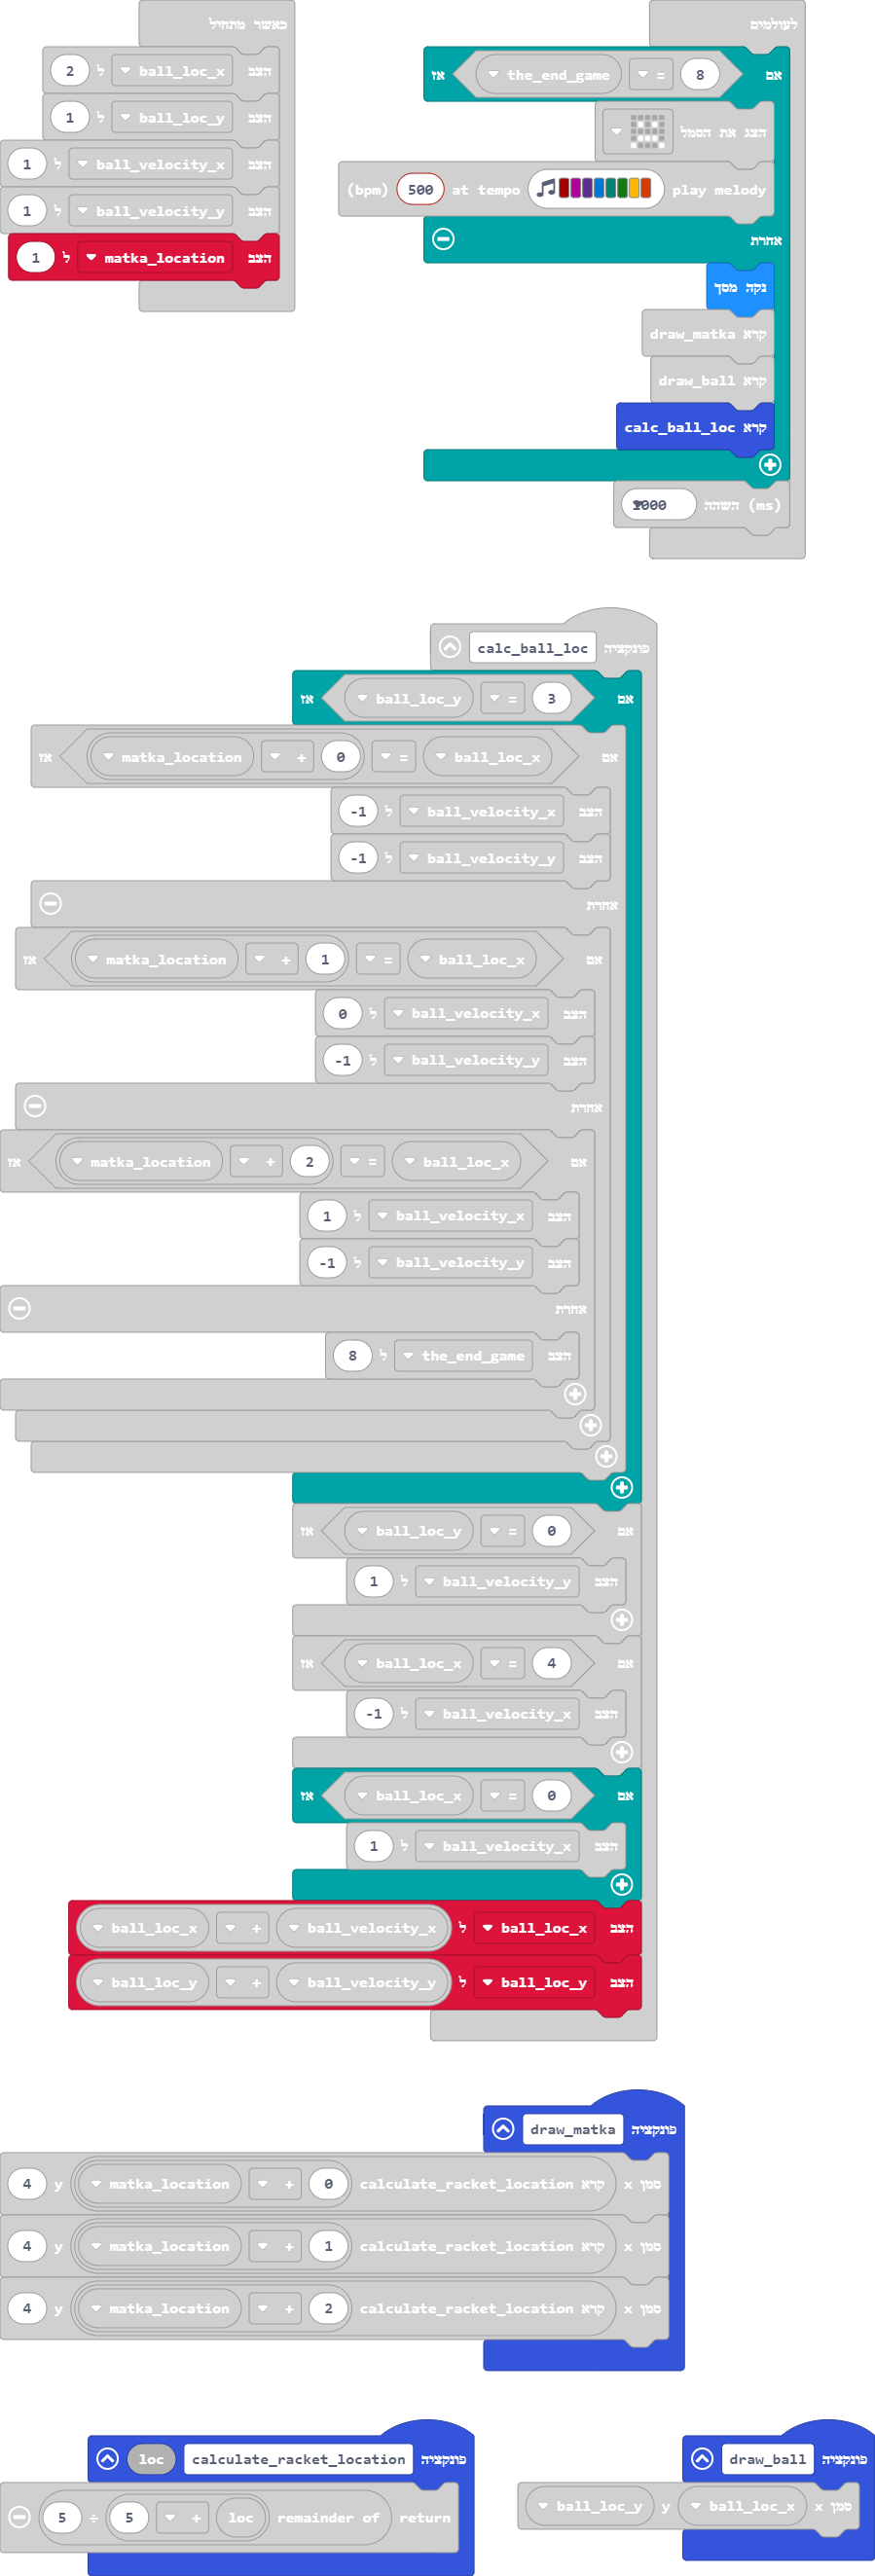 כאשר מתחיל
הצב ball_loc_x ל 2
הצב ball_loc_y ל 1
הצב ball_velocity_x ל 1
הצב ball_velocity_y ל 1
הצב matka_location ל 1
לעולמים
אם the_end_game = 8 אז
הצג את הסמל
play melody at tempo 500 (bpm)
אחרת
נקה מסך
קרא draw_matka
קרא draw_ball
קרא calc_ball_loc
השהה (ms)
פונקציה calc_ball_loc
אם ball_loc_y = 3 אז
אם ball_loc_x = matka_location + 0 אז
הצב ball_velocity_x ל -1
הצב ball_velocity_y ל -1
אחרת
אם ball_loc_x = matka_location + 1 אז
הצב ball_velocity_x ל 0
הצב ball_velocity_y ל -1
אחרת
אם ball_loc_x = matka_location + 2 אז
הצב ball_velocity_x ל 1
הצב ball_velocity_y ל -1
אחרת
הצב the_end_game ל 8
אם ball_loc_y = 0 אז
הצב ball_velocity_y ל 1
אם ball_loc_x = 4 אז
הצב ball_velocity_x ל -1
אם ball_loc_x = 0 אז
הצב ball_velocity_x ל 1
הצב ball_loc_x ל ball_loc_x + ball_velocity_x
הצב ball_loc_y ל ball_loc_y + ball_velocity_y
פונקציה draw_matka
סמן x קרא calculate_racket_location matka_location + 0 y 4
סמן x קרא calculate_racket_location matka_location + 1 y 4
סמן x קרא calculate_racket_location matka_location + 2 y 4
פונקציה calculate_racket_location loc
return remainder of loc + 5 ÷ 5
פונקציה draw_ball
סמן x ball_loc_x y ball_loc_y